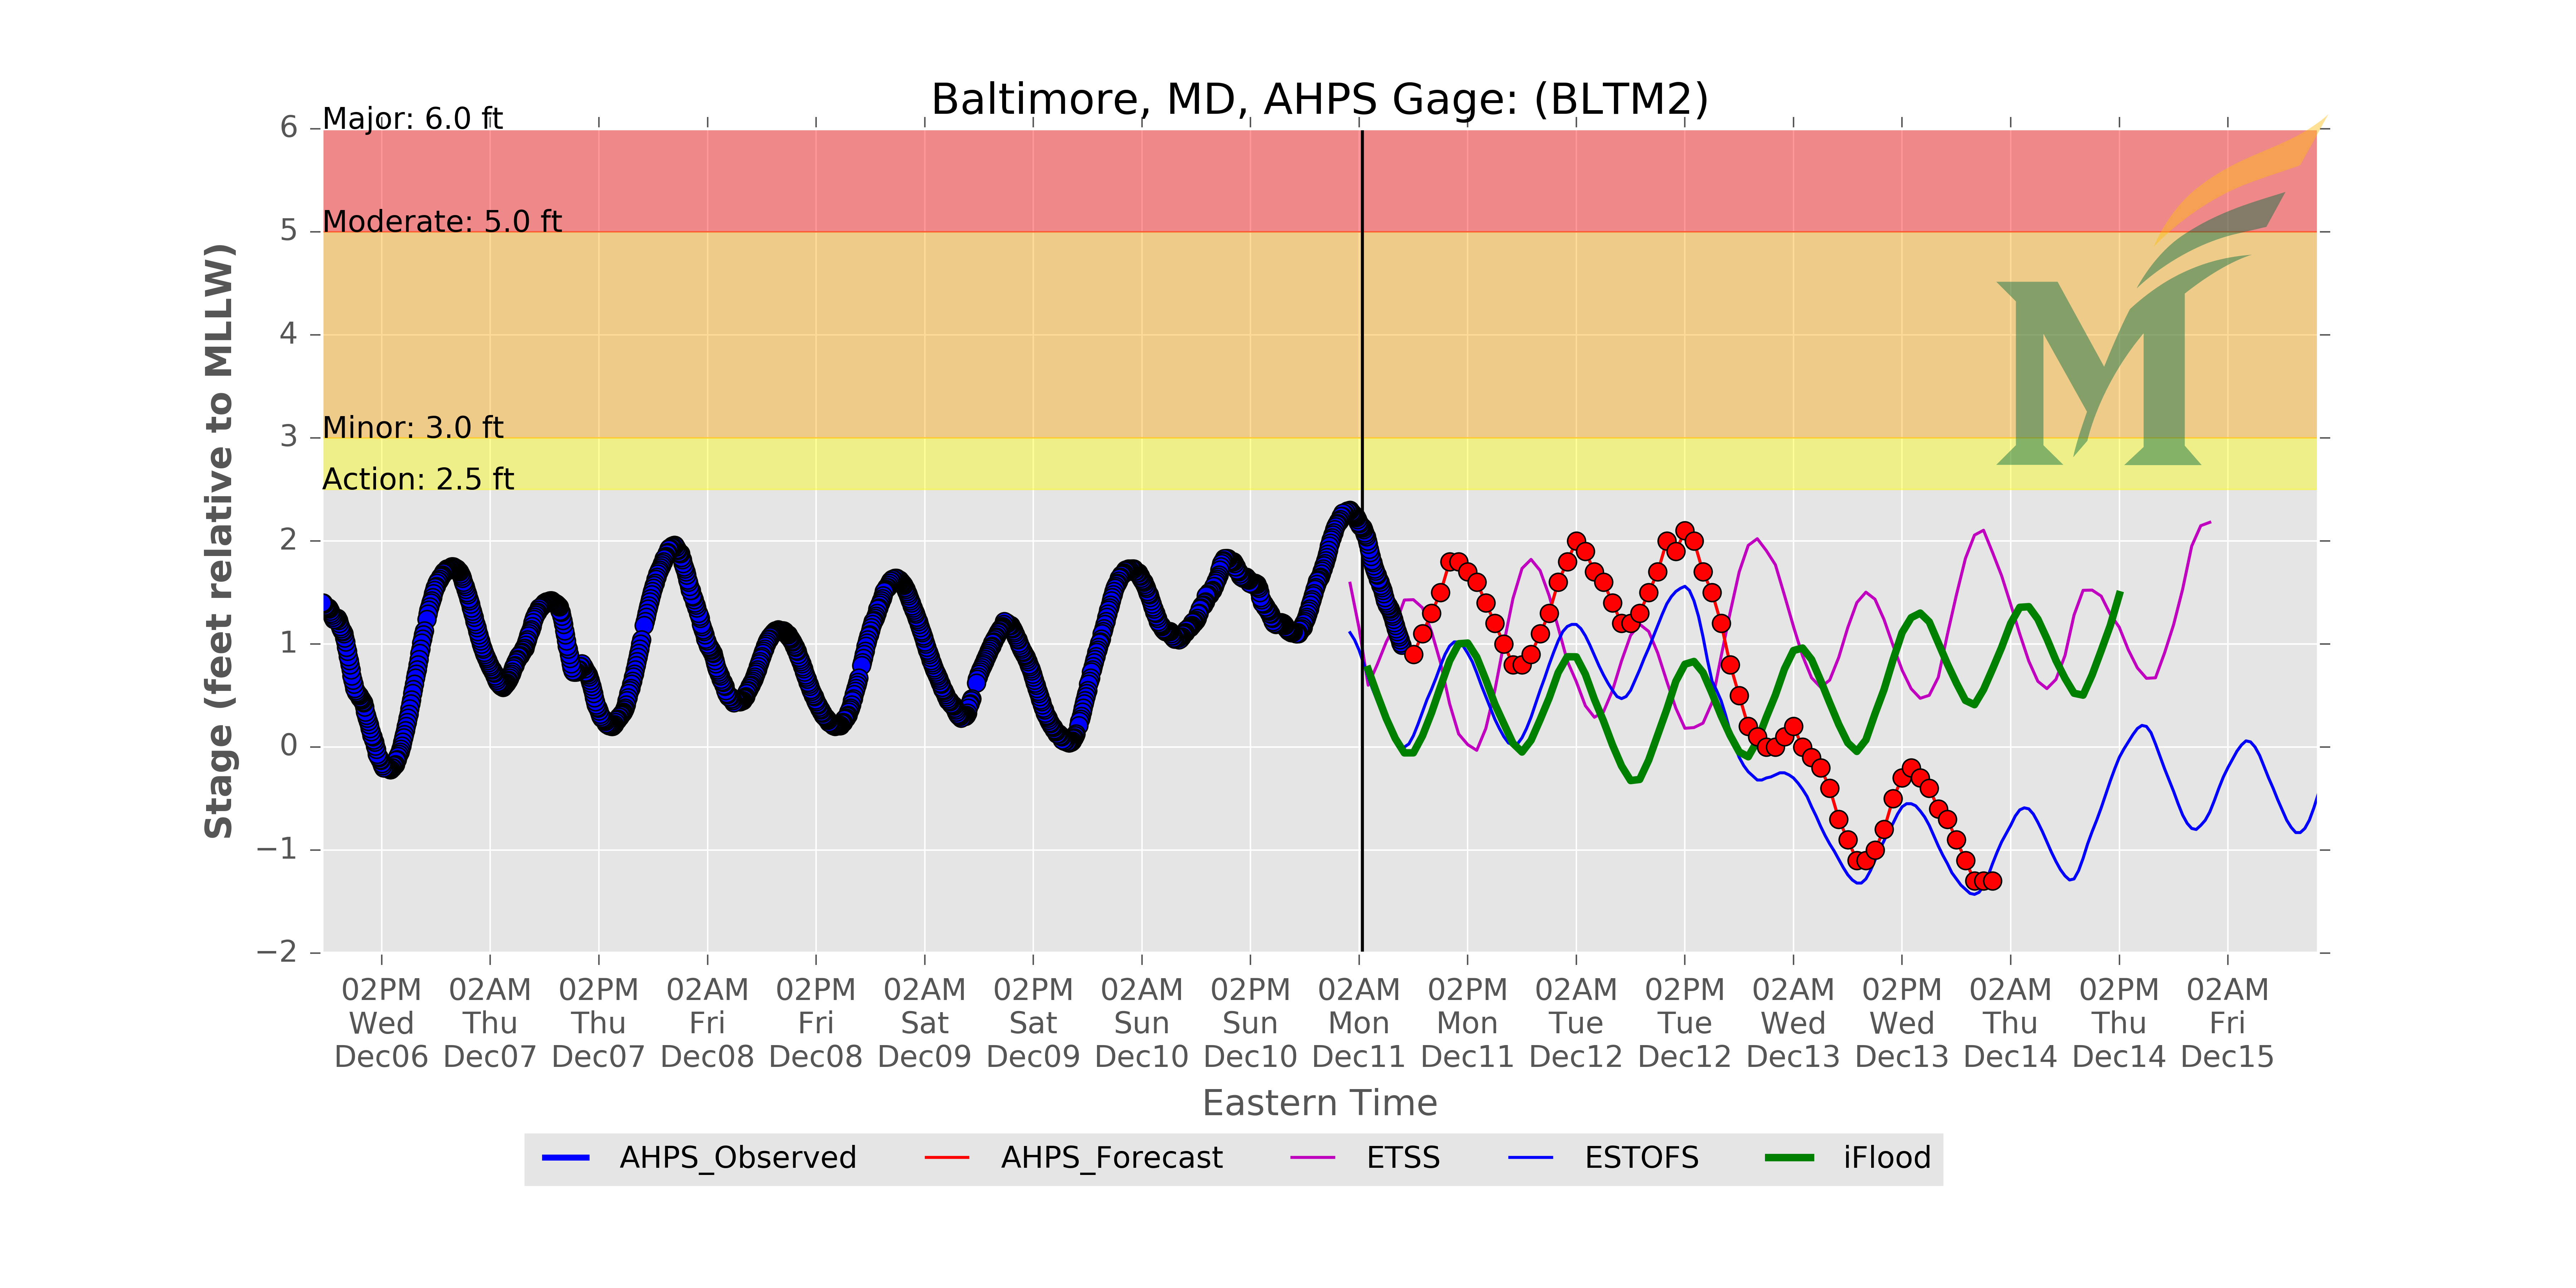 Baltimore, MD, AHPS Gage: (BLTM2)
Major: 6.0 ft
Moderate: 5.0 ft
Minor: 3.0 ft
Action: 2.5 ft
6
5
4
3
2
1
0
−1
−2
Stage (feet relative to MLLW)
M
02PM 02AM 02PM 02AM 02PM 02AM 02PM 02AM 02PM 02AM 02PM 02AM 02PM 02AM 02PM 02AM 02PM 02AM
Wed Thu Thu Fri Fri Sat Sat Sun Sun Mon Mon Tue Tue Wed Wed Thu Thu Fri
Dec06 Dec07 Dec07 Dec08 Dec08 Dec09 Dec09 Dec10 Dec10 Dec11 Dec11 Dec12 Dec12 Dec13 Dec13 Dec14 Dec14 Dec15
Eastern Time
AHPS_Observed AHPS_Forecast ETSS ESTOFS iFlood